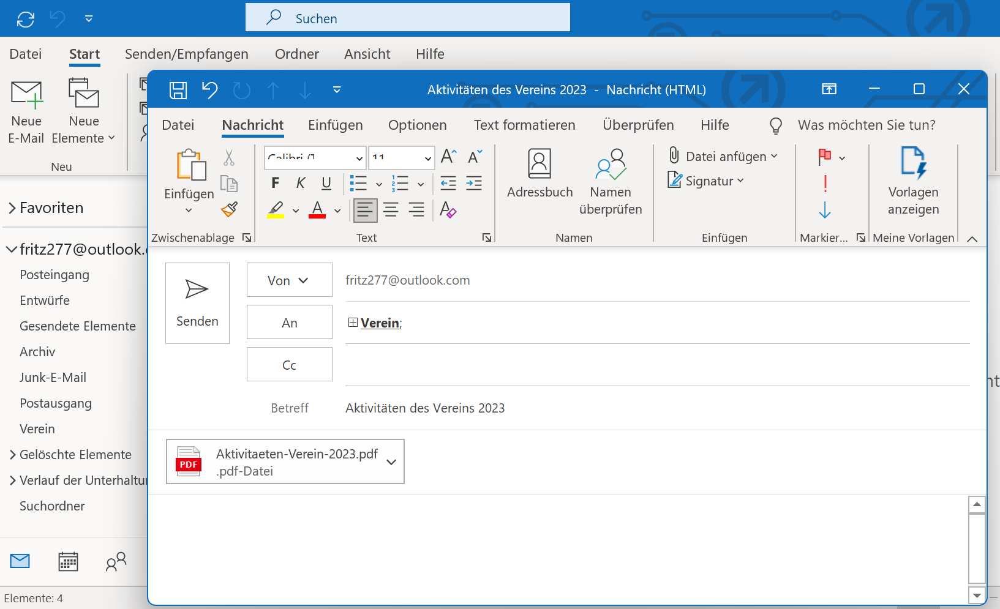 Suchen
Datei Start Senden/Empfangen Ordner Ansicht Hilfe
Neue E-Mail
Neue Elemente
Neu
Favoriten
fritz277@outlook.
Posteingang
Entwürfe
Gesendete Elemente
Archiv
Junk-E-Mail
Postausgang
Verein
Gelöschte Elemente
Verlauf der Unterhaltu
Suchordner
Elemente: 4
Aktivitäten des Vereins 2023 - Nachricht (HTML)
Datei Nachricht Einfügen Optionen Text formatieren Überprüfen Hilfe Was möchten Sie tun?
Einfügen
Zwischenablage
Calibri (T 11 A A
F K U
A A
Text
Adressbuch
Namen überprüfen
Namen
Datei anfügen
Signatur
Einfügen
Markier...
Vorlagen anzeigen
Meine Vorlagen
Senden
Von fritz277@outlook.com
An Verein;
Cc
Betreff Aktivitäten des Vereins 2023
PDF
Aktivitaeten-Verein-2023.pdf
.pdf-Datei